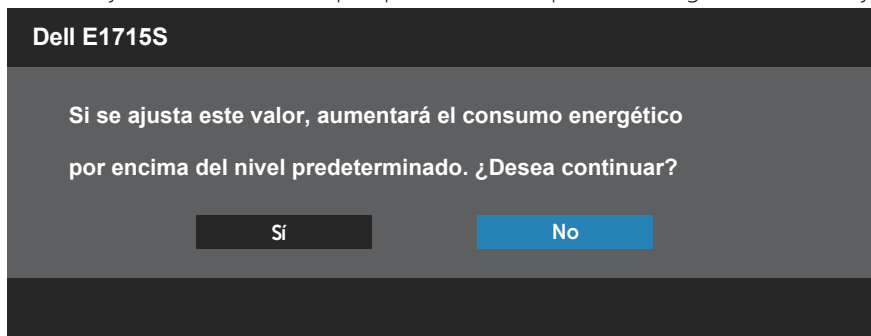 Dell E1715S
Si se ajusta este valor, aumentará el consumo energético
por encima del nivel predeterminado. ¿Desea continuar?
Sí No